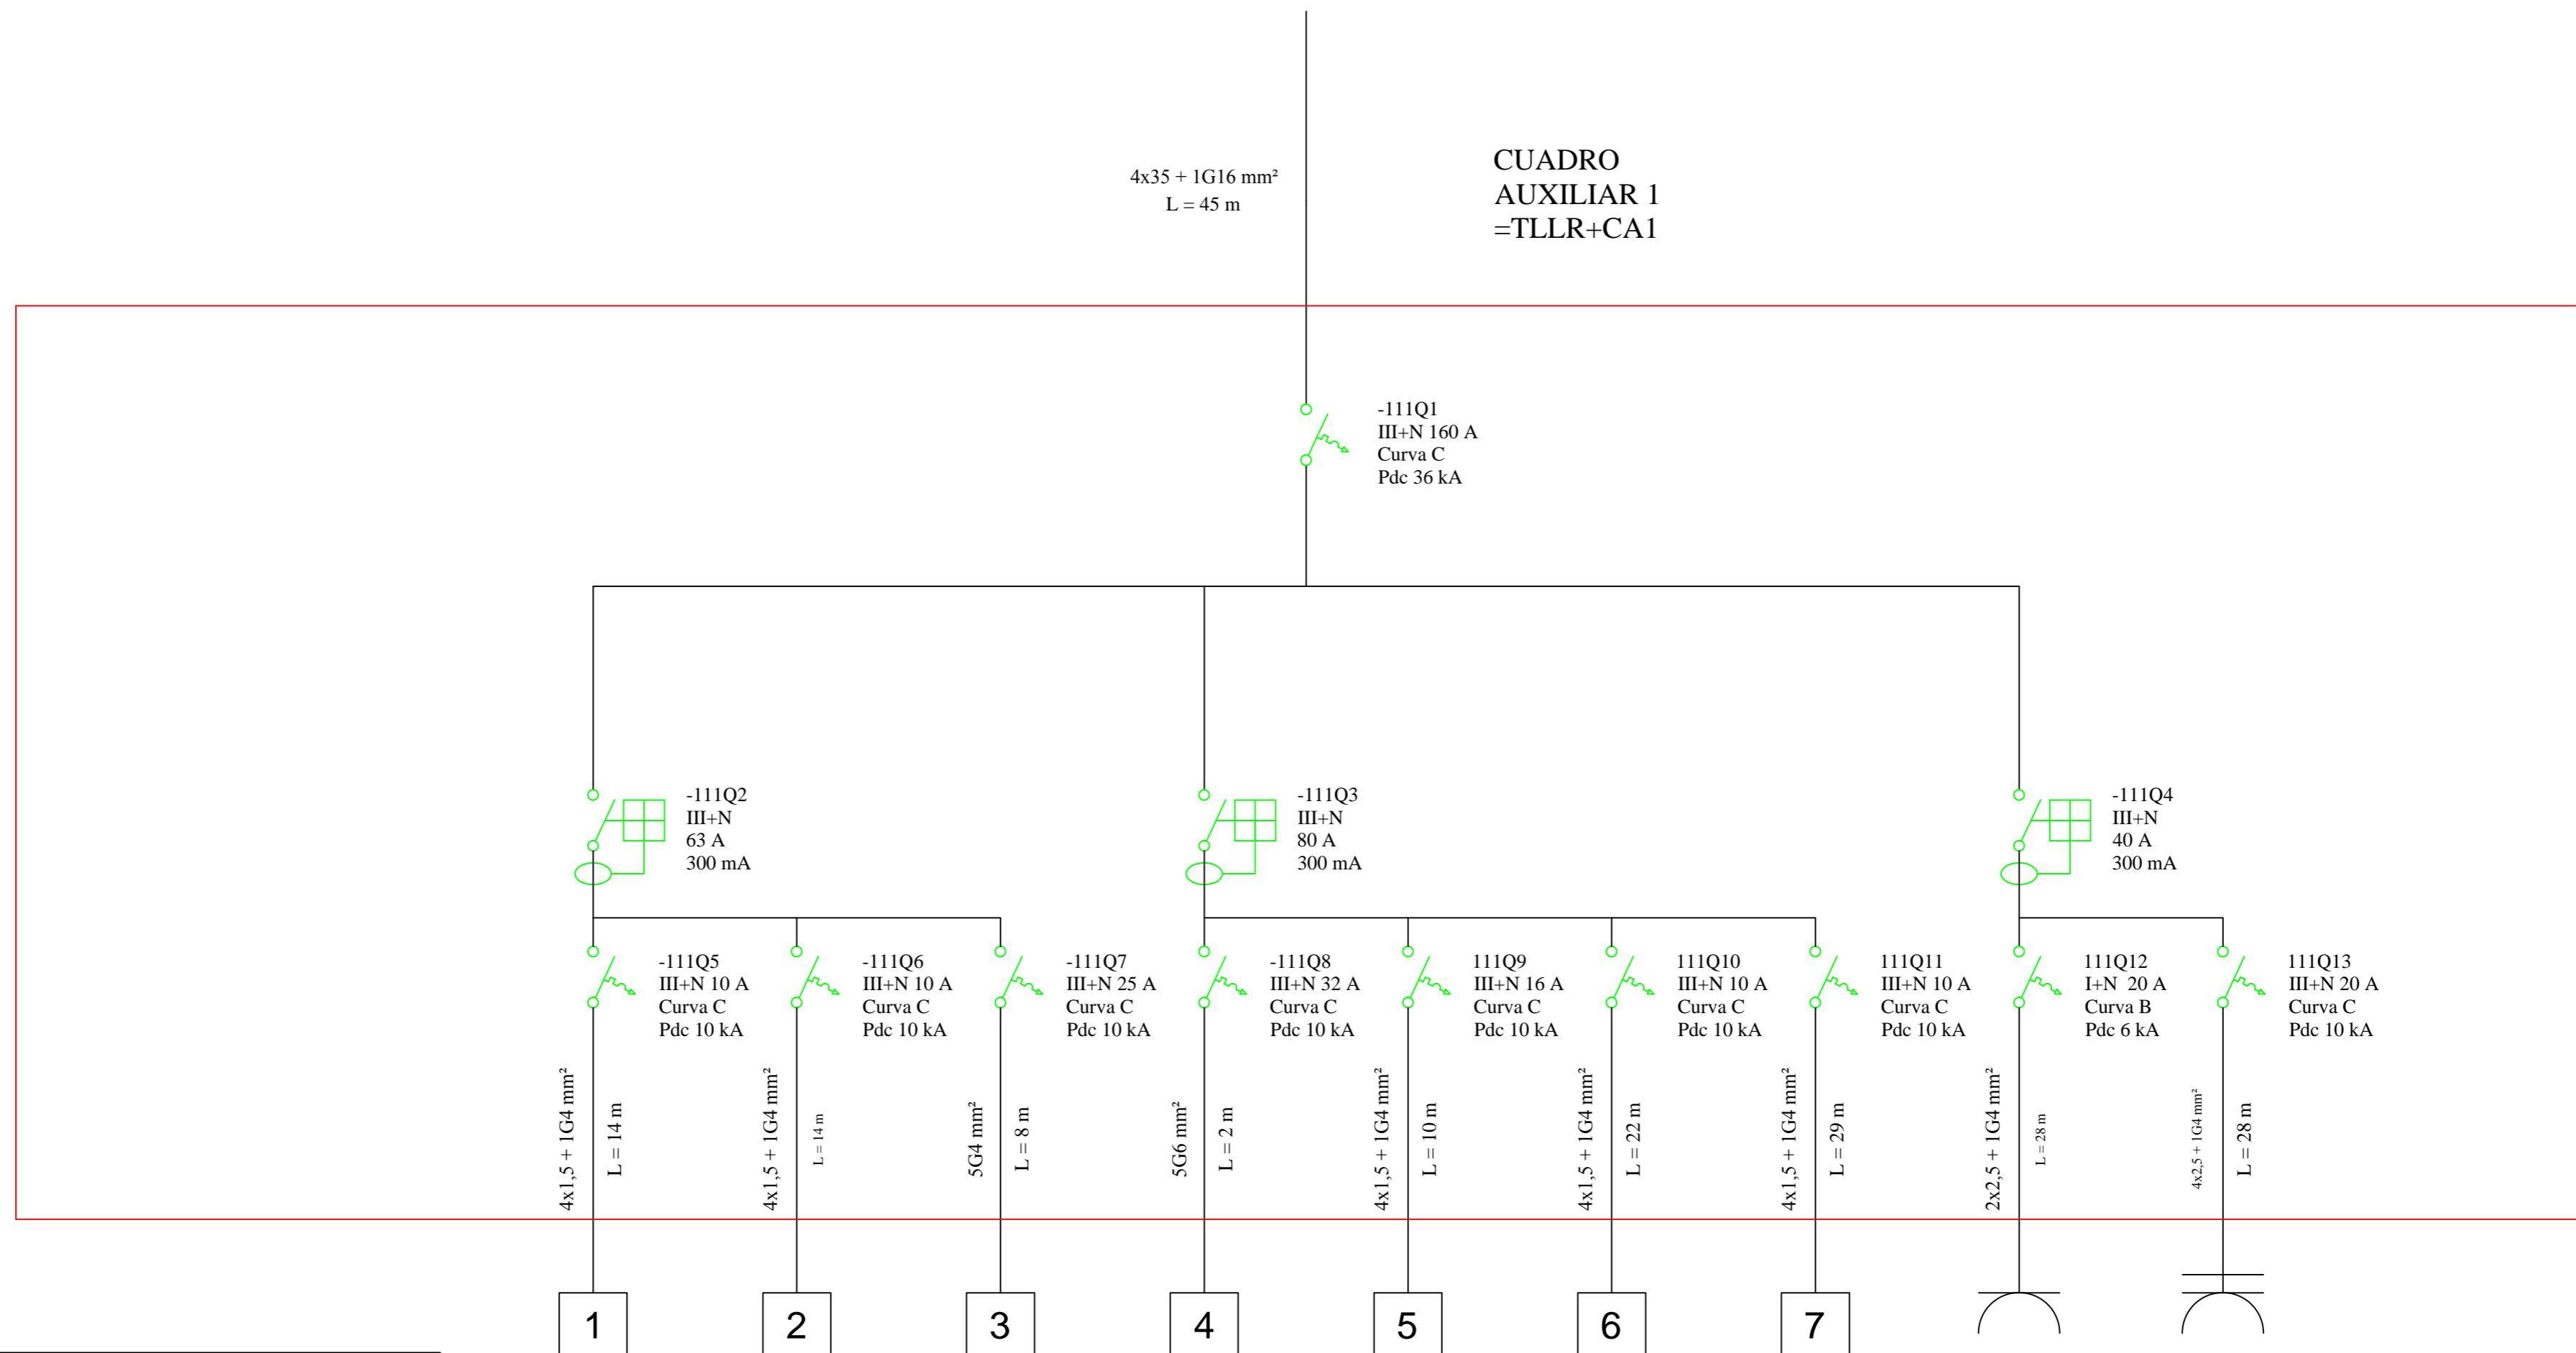 4x35 + 1G16 mm²
L = 45 m
CUADRO
AUXILIAR 1
=TLLR+CA1
-111Q1
III+N 160 A
Curva C
Pdc 36 kA
-111Q2
III+N
63 A
300 mA
-111Q3
III+N
80 A
300 mA
-111Q4
III+N
40 A
300 mA
-111Q5
III+N 10 A
Curva C
Pdc 10 kA
-111Q6
III+N 10 A
Curva C
Pdc 10 kA
-111Q7
III+N 25 A
Curva C
Pdc 10 kA
-111Q8
III+N 32 A
Curva C
Pdc 10 kA
111Q9
III+N 16 A
Curva C
Pdc 10 kA
111Q10
III+N 10 A
Curva C
Pdc 10 kA
111Q11
III+N 10 A
Curva C
Pdc 10 kA
111Q12
I+N 20 A
Curva B
Pdc 6 kA
111Q13
III+N 20 A
Curva C
Pdc 10 kA
4x1,5 + 1G4 mm²
L = 14 m
4x1,5 + 1G4 mm²
L = 14 m
5G4 mm²
L = 8 m
5G6 mm²
L = 2 m
4x1,5 + 1G4 mm²
L = 10 m
4x1,5 + 1G4 mm²
L = 22 m
4x1,5 + 1G4 mm²
L = 29 m
2x2,5 + 1G4 mm²
L = 28 m
4x2,5 + 1G4 mm²
L = 28 m
1
2
3
4
5
6
7